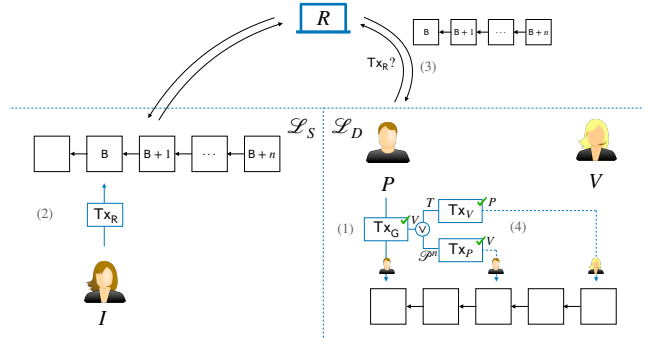 R
B B + 1 ⋯ B + n
Tx_R?
(3)
ℒ_S ℒ_D
B B + 1 ⋯ B + n
P V
(2)
Tx_R
(1)
Tx_G V
∨
T Tx_V P
(4)
𝒫^n Tx_P V
I